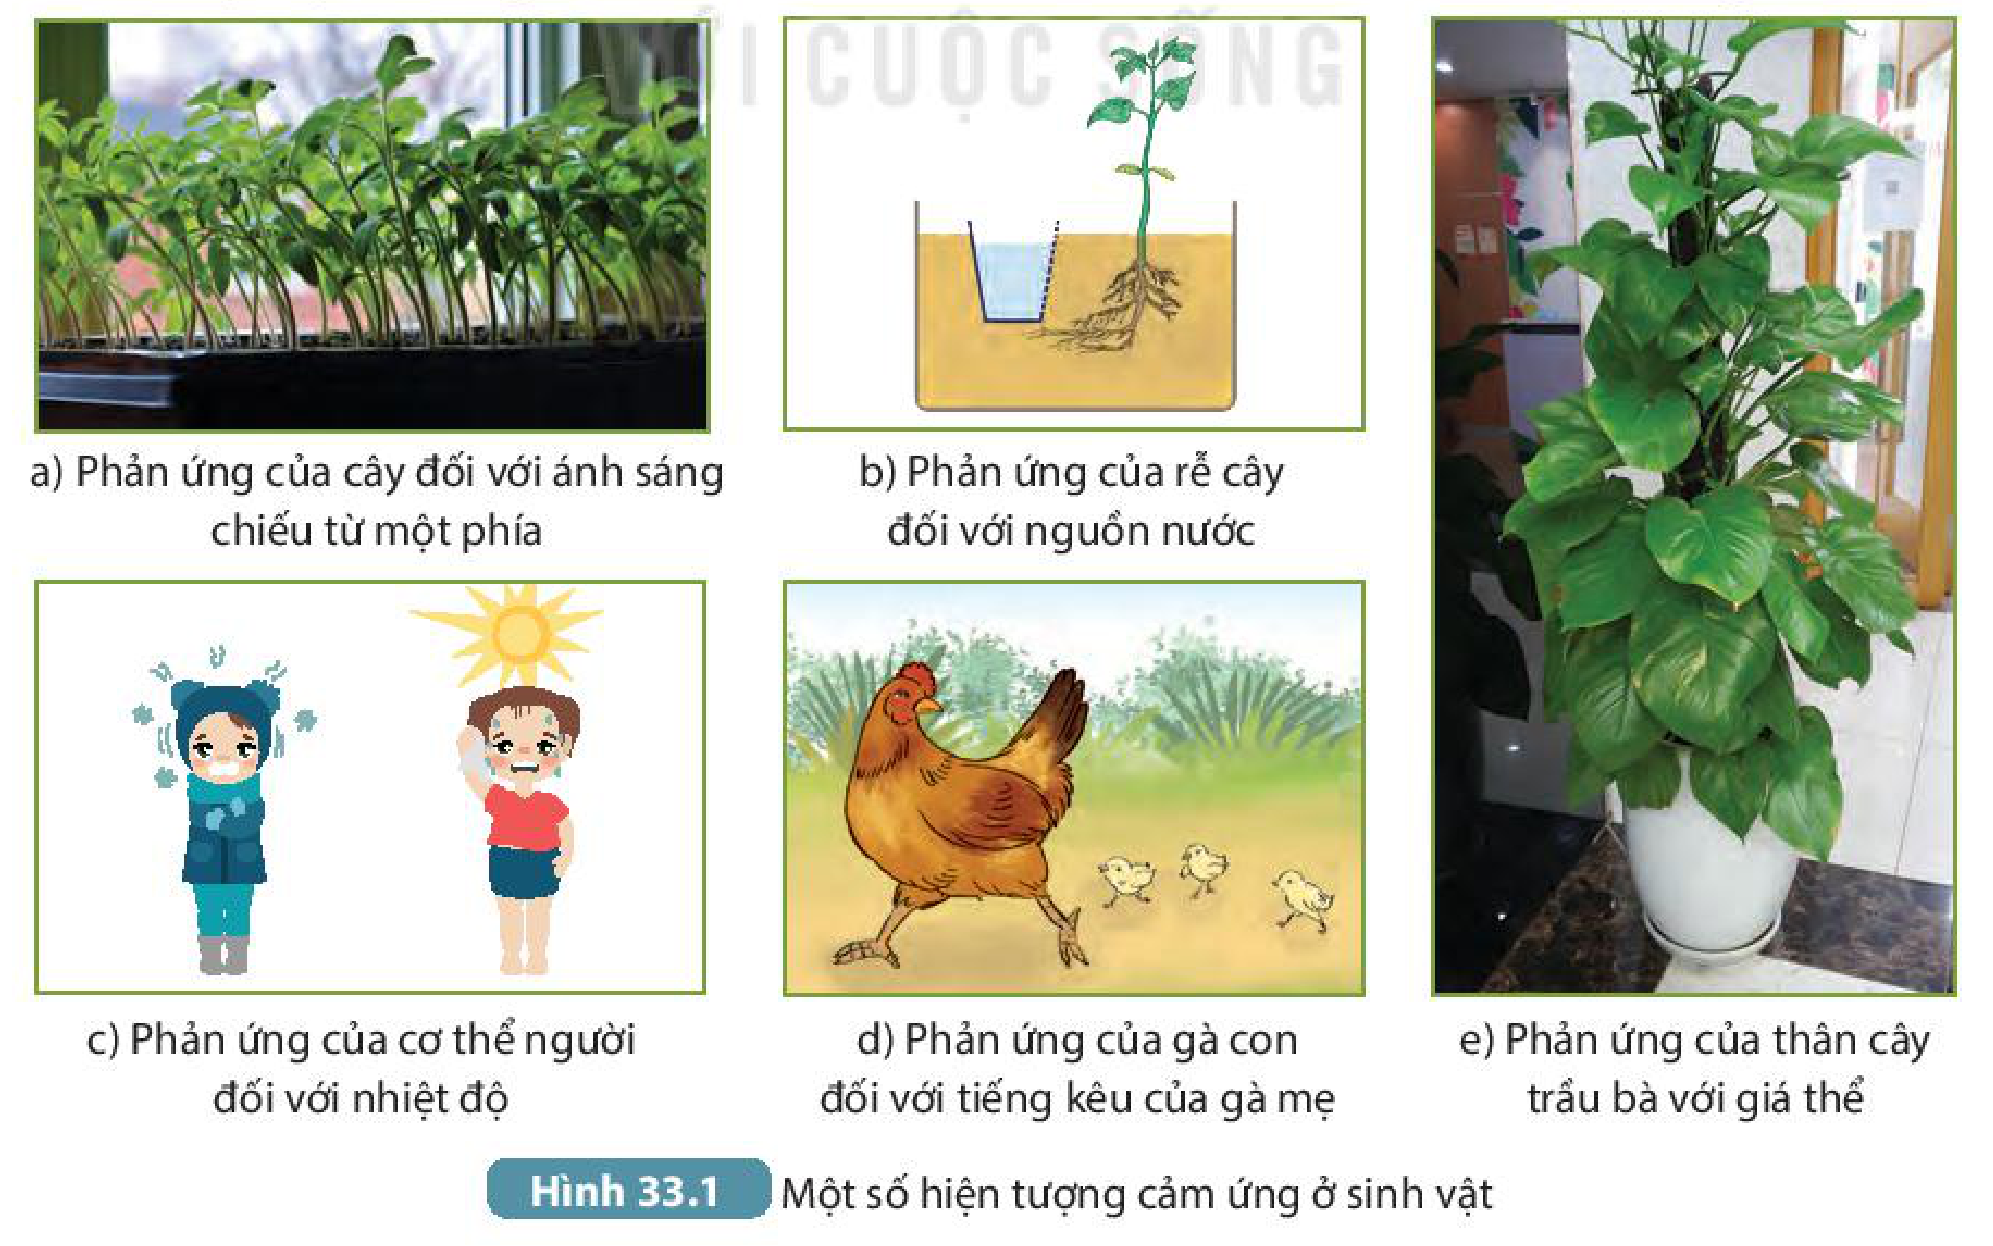 ỚI CUỘC SỐNG
a) Phản ứng của cây đối với ánh sáng
chiếu từ một phía
b) Phản ứng của rễ cây
đối với nguồn nước
c) Phản ứng của cơ thể người
đối với nhiệt độ
d) Phản ứng của gà con
đối với tiếng kêu của gà mẹ
e) Phản ứng của thân cây
trầu bà với giá thể
Hình 33.1 Một số hiện tượng cảm ứng ở sinh vật